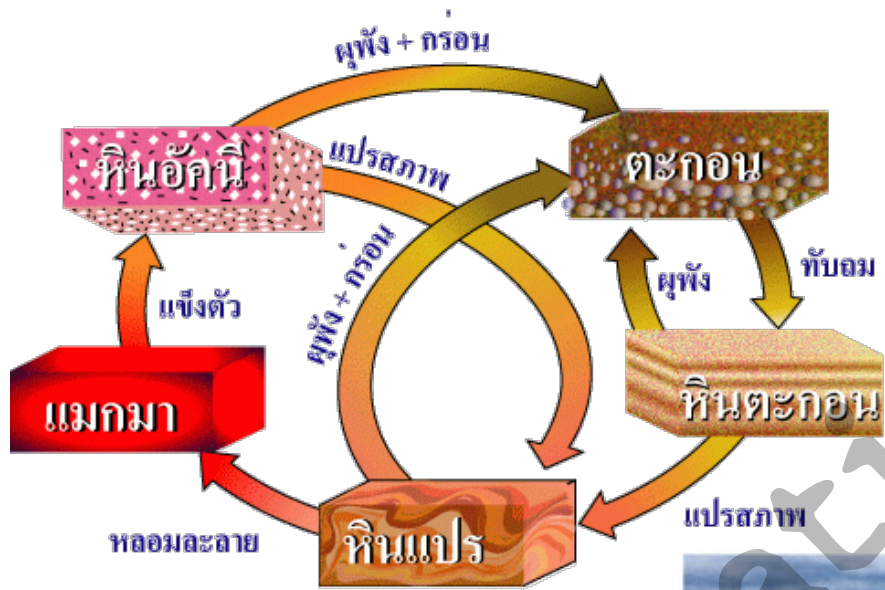 ผุพัง + กร่อน
หินอัคนี
แปรสภาพ
ตะกอน
ผุพัง + กร่อน
ผุพัง
ทับถม
แข็งตัว
แมกมา
หินตะกอน
หลอมละลาย
หินแปร
แปรสภาพ